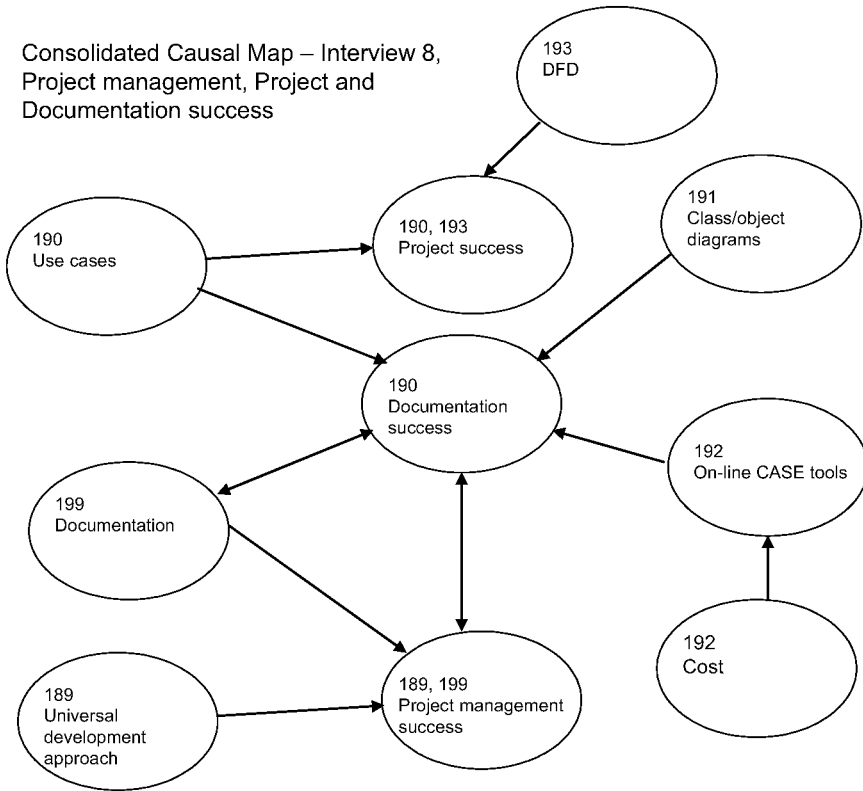 Consolidated Causal Map – Interview 8,
Project management, Project and
Documentation success
193
DFD
190, 193
Project success
191
Class/object
diagrams
190
Use cases
190
Documentation
success
192
On-line CASE tools
199
Documentation
192
Cost
189, 199
Project management
success
189
Universal
development
approach